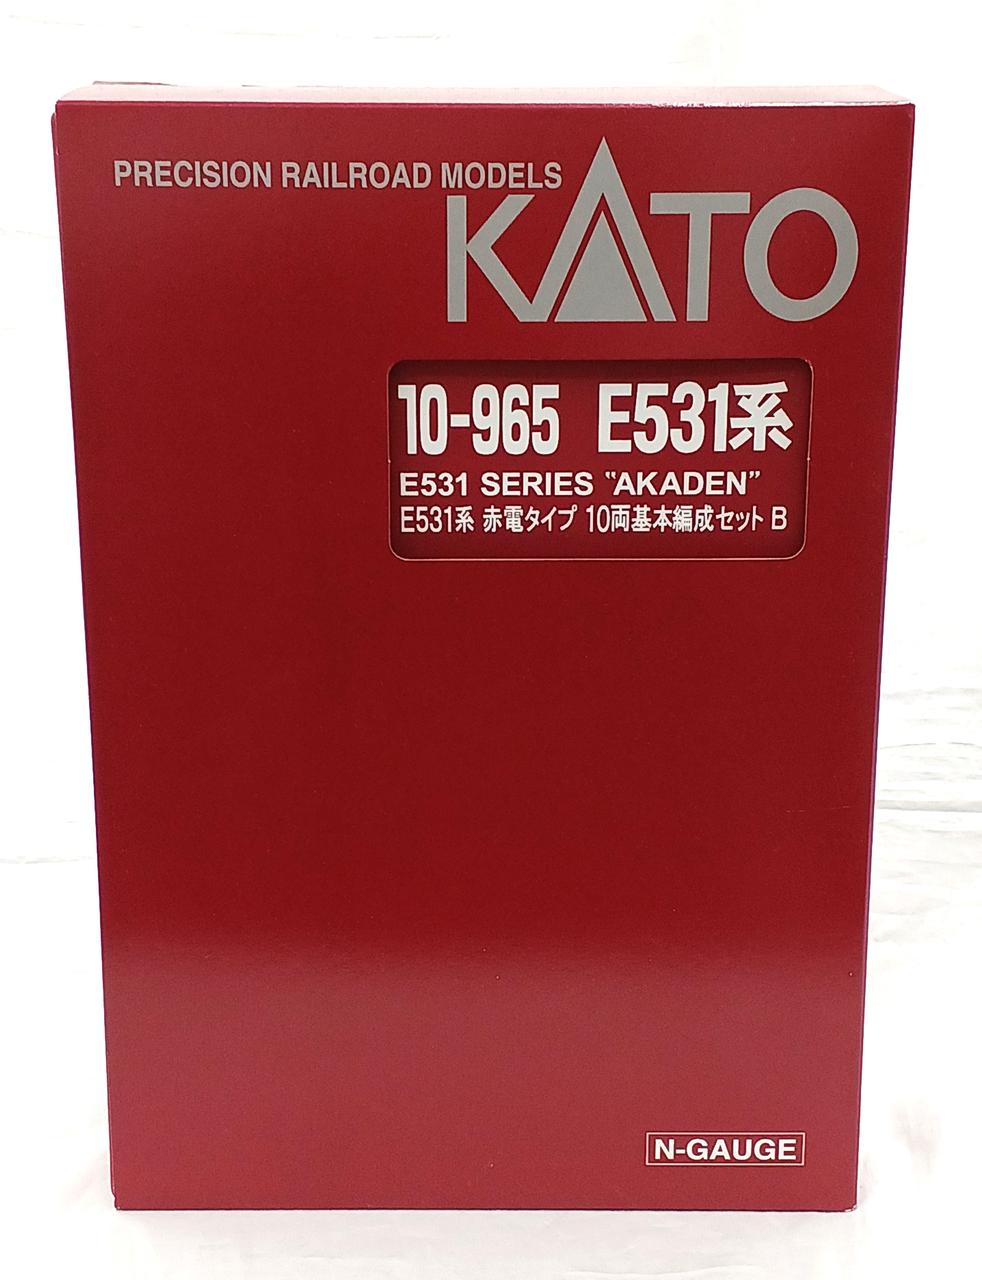 PRECISION RAILROAD MODELS
KATO
10-965 E531系
E531 SERIES “AKADEN”
E531系 赤電タイプ 10両基本編成セット B
N-GAUGE